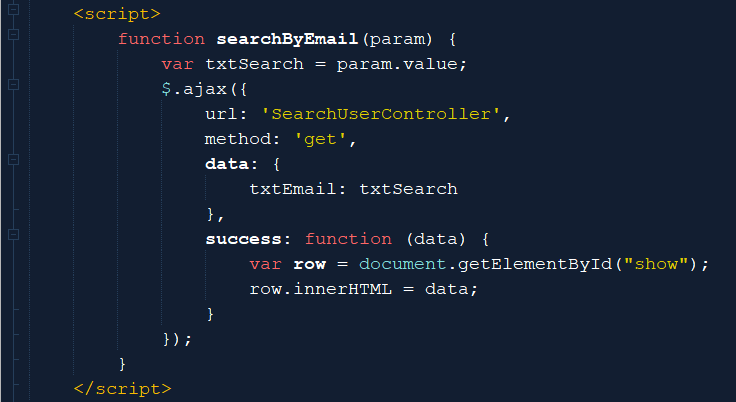 <script>
function searchByEmail(param) {
var txtSearch = param.value;
$.ajax({
url: 'SearchUserController',
method: 'get',
data: {
txtEmail: txtSearch
},
success: function (data) {
var row = document.getElementById("show");
row.innerHTML = data;
}
});
}
</script>